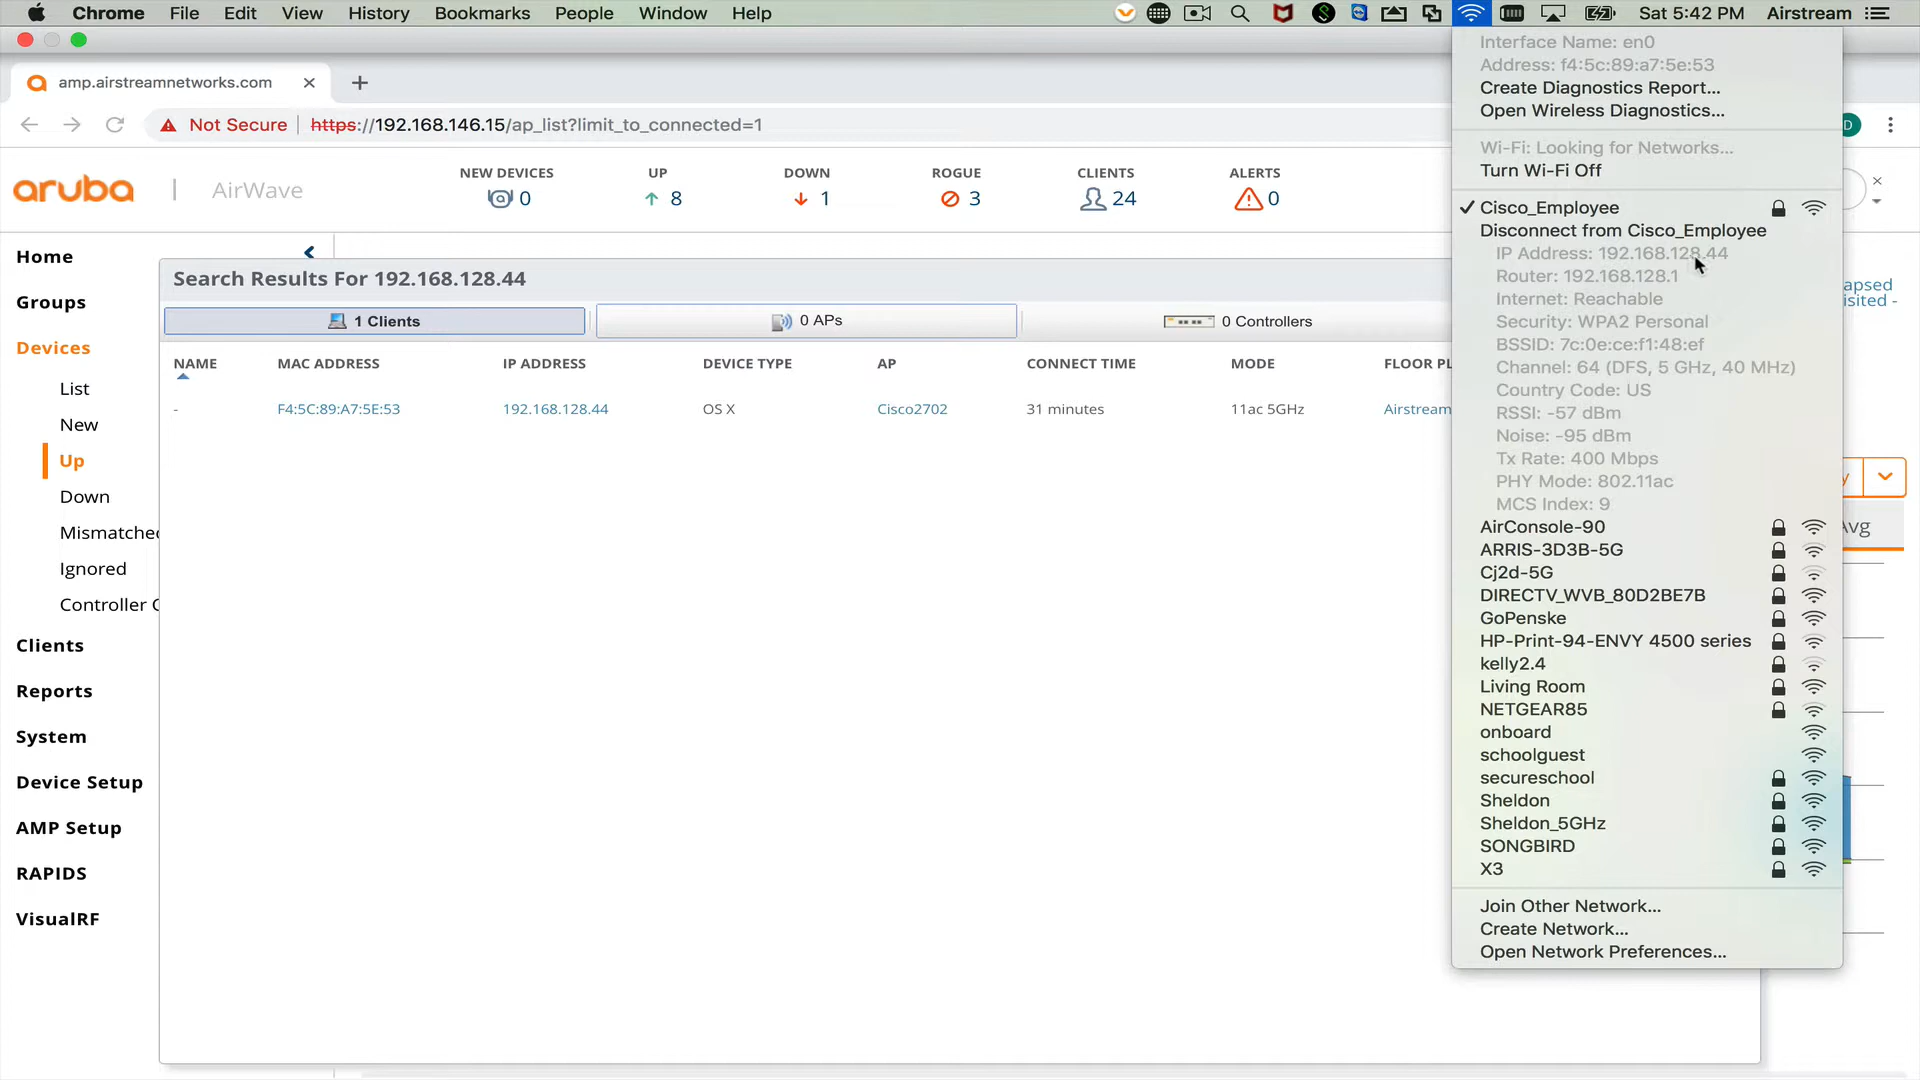 Chrome File Edit View History Bookmarks People Window Help Sat 5:42 PM Airstream
amp.airstreamnetworks.com
Not Secure | https://192.168.146.15/ap_list?limit_to_connected=1
D
aruba | AirWave
NEW DEVICES
0
UP
8
DOWN
1
ROGUE
3
CLIENTS
24
ALERTS
0
Home
Groups
Devices
List
New
Up
Down
Mismatched
Ignored
Controller C
Clients
Reports
System
Device Setup
AMP Setup
RAPIDS
VisualRF
Search Results For 192.168.128.44
1 Clients 0 APs 0 Controllers
NAME MAC ADDRESS IP ADDRESS DEVICE TYPE AP CONNECT TIME MODE FLOOR PL
- F4:5C:89:A7:5E:53 192.168.128.44 OS X Cisco2702 31 minutes 11ac 5GHz Airstream
Interface Name: en0
Address: f4:5c:89:a7:5e:53
Create Diagnostics Report...
Open Wireless Diagnostics...
Wi-Fi: Looking for Networks...
Turn Wi-Fi Off
Cisco_Employee
Disconnect from Cisco_Employee
IP Address: 192.168.128.44
Router: 192.168.128.1
Internet: Reachable
Security: WPA2 Personal
BSSID: 7c:0e:ce:f1:48:ef
Channel: 64 (DFS, 5 GHz, 40 MHz)
Country Code: US
RSSI: -57 dBm
Noise: -95 dBm
Tx Rate: 400 Mbps
PHY Mode: 802.11ac
MCS Index: 9
AirConsole-90
ARRIS-3D3B-5G
Cj2d-5G
DIRECTV_WVB_80D2BE7B
GoPenske
HP-Print-94-ENVY 4500 series
kelly2.4
Living Room
NETGEAR85
onboard
schoolguest
secureschool
Sheldon
Sheldon_5GHz
SONGBIRD
X3
Join Other Network...
Create Network...
Open Network Preferences...
apsed
isited -
y
Avg